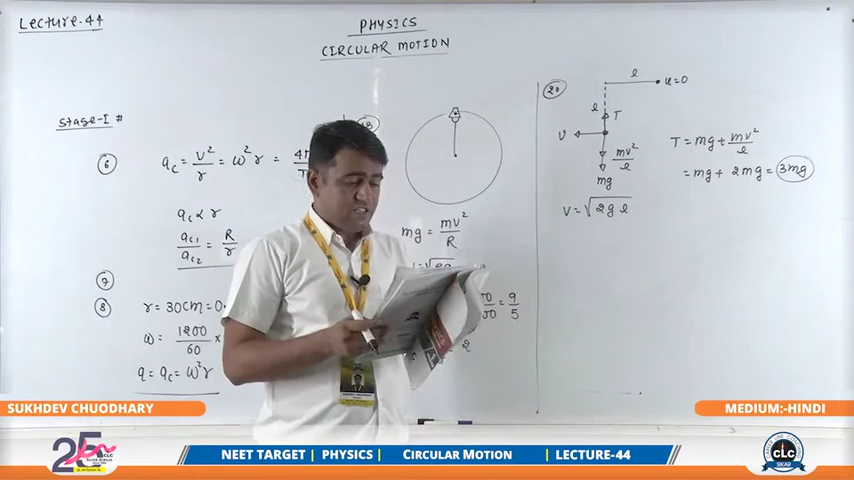 Lecture-44
PHYSICS
CIRCULAR MOTION
Stage-I #
6
a_c = v²/r = ω²r =
a_c ∝ r
a_c1/a_c2 = R/r
7
8
r = 30cm = 0.
ω = 1200/60 ×
a = a_c = ω²r
mg = mv²/R
= 9/5
20
l
u=0
l
T
v
mv²/l
mg
v = √2gl
T = mg + mv²/l
= mg + 2mg = 3mg
SUKHDEV CHUODHARY
MEDIUM:-HINDI
25
CLC
NEET TARGET | PHYSICS | CIRCULAR MOTION | LECTURE-44
CLC
SIKAR